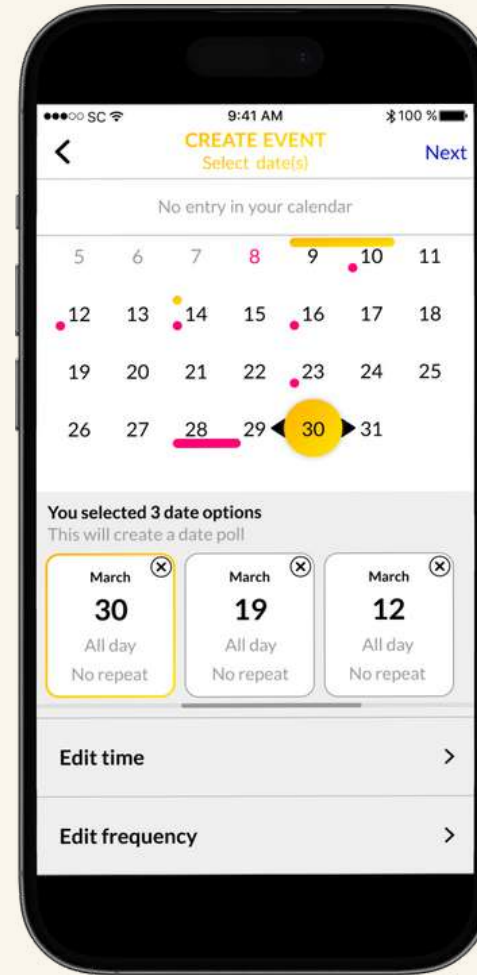 SC 9:41 AM 100 %
CREATE EVENT
Select date(s)
Next
No entry in your calendar
5 6 7 8 9 10 11
12 13 14 15 16 17 18
19 20 21 22 23 24 25
26 27 28 29 30 31
You selected 3 date options
This will create a date poll
March March March
30 19 12
All day All day All day
No repeat No repeat No repeat
Edit time
Edit frequency